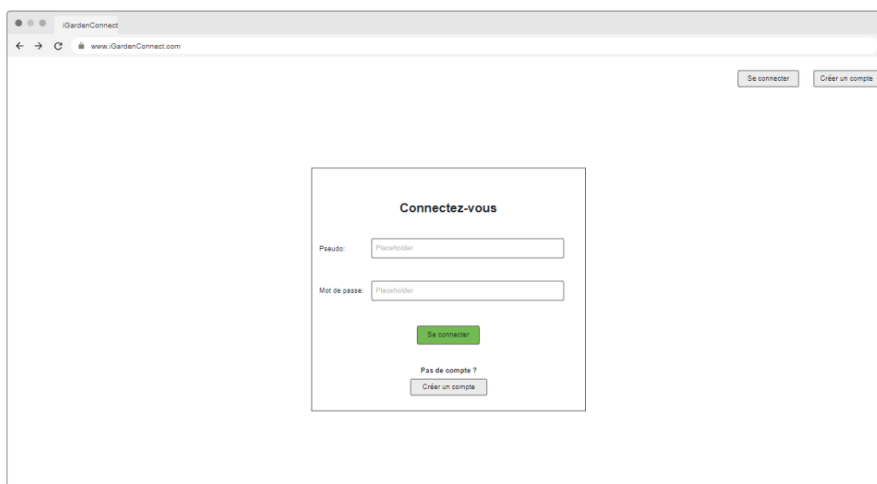 iGardenConnect
www.iGardenConnect.com
Se connecter Créer un compte
Connectez-vous
Pseudo: Placeholder
Mot de passe: Placeholder
Se connecter
Pas de compte ?
Créer un compte